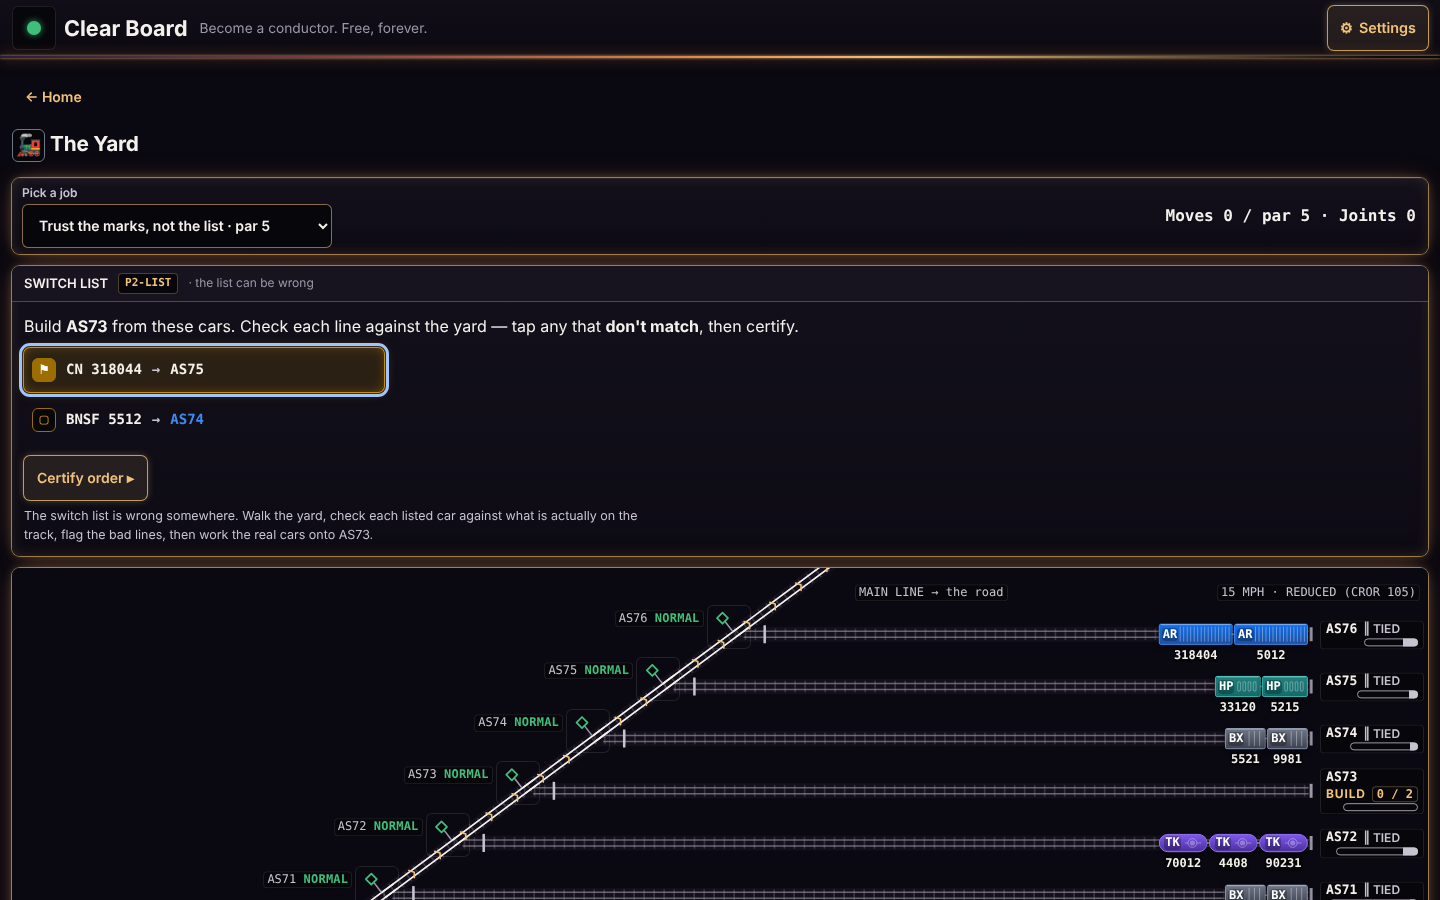 Clear Board
Become a conductor. Free, forever.
⚙ Settings
← Home
The Yard
Pick a job
Trust the marks, not the list · par 5
Moves 0 / par 5 · Joints 0
SWITCH LIST
P2-LIST
· the list can be wrong
Build AS73 from these cars. Check each line against the yard — tap any that don't match, then certify.
CN 318044 → AS75
BNSF 5512 → AS74
Certify order ▸
The switch list is wrong somewhere. Walk the yard, check each listed car against what is actually on the
track, flag the bad lines, then work the real cars onto AS73.
MAIN LINE → the road
15 MPH · REDUCED (CROR 105)
AS76 NORMAL
AR AR
318404 5012
AS76 TIED
AS75 NORMAL
HP HP
33120 5215
AS75 TIED
AS74 NORMAL
BX BX
5521 9981
AS74 TIED
AS73 NORMAL
AS73
BUILD 0 / 2
AS72 NORMAL
TK TK TK
70012 4408 90231
AS72 TIED
AS71 NORMAL
BX BX
AS71 TIED